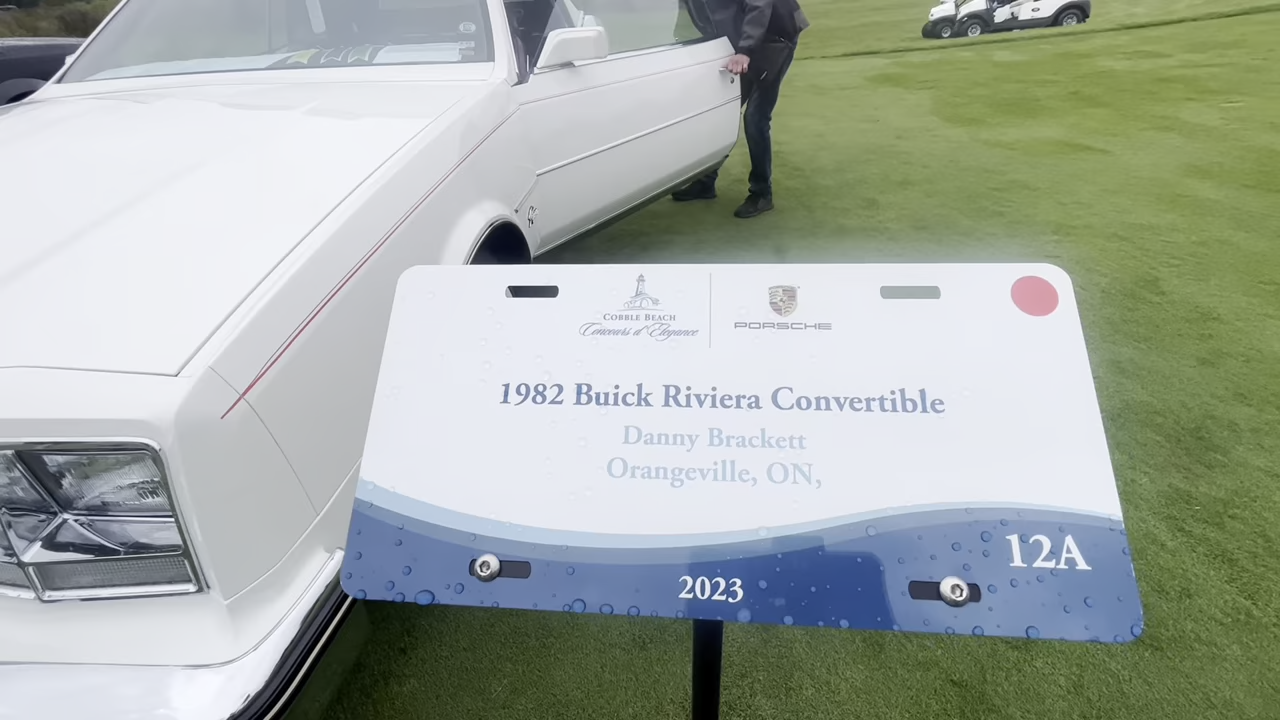 COBBLE BEACH
Concours d'Elegance
PORSCHE
1982 Buick Riviera Convertible
Danny Brackett
Orangeville, ON,
12A
2023